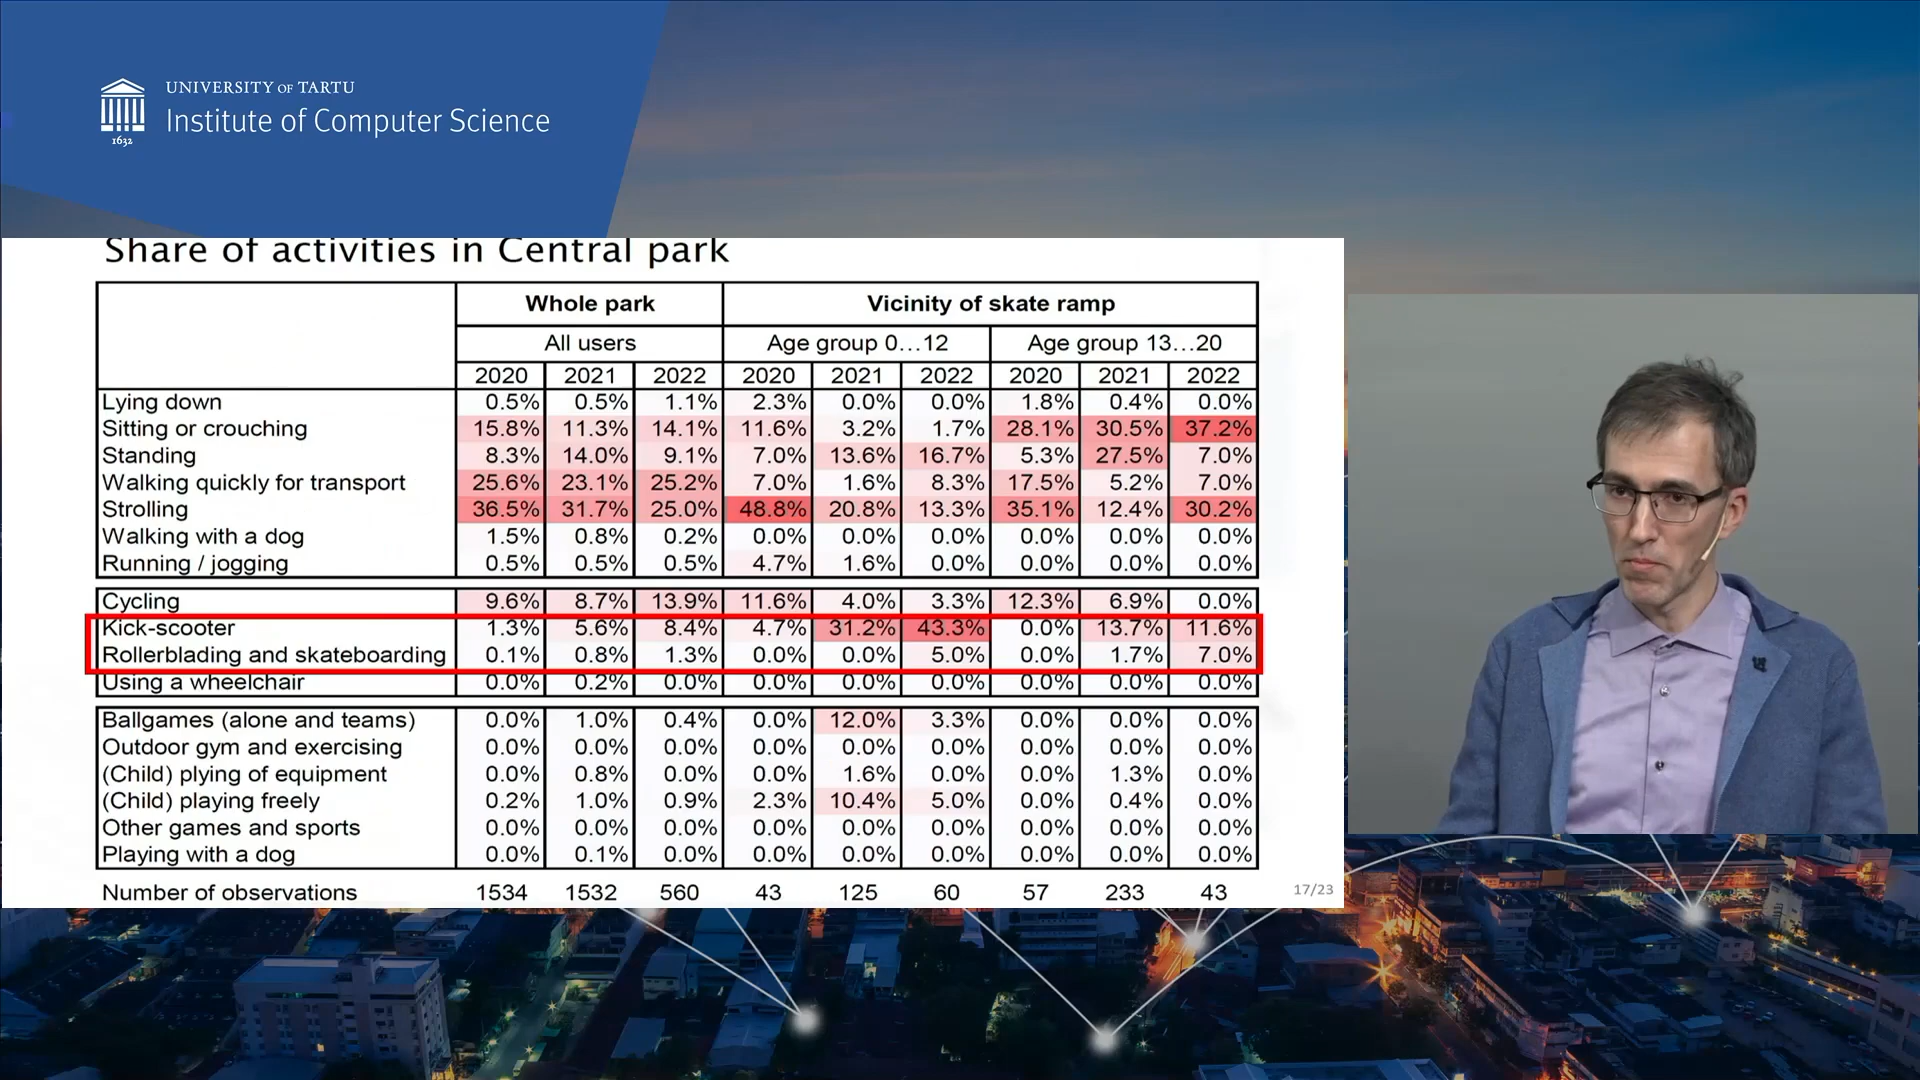 UNIVERSITY OF TARTU
Institute of Computer Science
1632
Share of activities in Central park
Whole park Vicinity of skate ramp
All users Age group 0...12 Age group 13...20
2020 2021 2022 2020 2021 2022 2020 2021 2022
Lying down 0.5% 0.5% 1.1% 2.3% 0.0% 0.0% 1.8% 0.4% 0.0%
Sitting or crouching 15.8% 11.3% 14.1% 11.6% 3.2% 1.7% 28.1% 30.5% 37.2%
Standing 8.3% 14.0% 9.1% 7.0% 13.6% 16.7% 5.3% 27.5% 7.0%
Walking quickly for transport 25.6% 23.1% 25.2% 7.0% 1.6% 8.3% 17.5% 5.2% 7.0%
Strolling 36.5% 31.7% 25.0% 48.8% 20.8% 13.3% 35.1% 12.4% 30.2%
Walking with a dog 1.5% 0.8% 0.2% 0.0% 0.0% 0.0% 0.0% 0.0% 0.0%
Running / jogging 0.5% 0.5% 0.5% 4.7% 1.6% 0.0% 0.0% 0.0% 0.0%
Cycling 9.6% 8.7% 13.9% 11.6% 4.0% 3.3% 12.3% 6.9% 0.0%
Kick-scooter 1.3% 5.6% 8.4% 4.7% 31.2% 43.3% 0.0% 13.7% 11.6%
Rollerblading and skateboarding 0.1% 0.8% 1.3% 0.0% 0.0% 5.0% 0.0% 1.7% 7.0%
Using a wheelchair 0.0% 0.2% 0.0% 0.0% 0.0% 0.0% 0.0% 0.0% 0.0%
Ballgames (alone and teams) 0.0% 1.0% 0.4% 0.0% 12.0% 3.3% 0.0% 0.0% 0.0%
Outdoor gym and exercising 0.0% 0.0% 0.0% 0.0% 0.0% 0.0% 0.0% 0.0% 0.0%
(Child) plying of equipment 0.0% 0.8% 0.0% 0.0% 1.6% 0.0% 0.0% 1.3% 0.0%
(Child) playing freely 0.2% 1.0% 0.9% 2.3% 10.4% 5.0% 0.0% 0.4% 0.0%
Other games and sports 0.0% 0.0% 0.0% 0.0% 0.0% 0.0% 0.0% 0.0% 0.0%
Playing with a dog 0.0% 0.1% 0.0% 0.0% 0.0% 0.0% 0.0% 0.0% 0.0%
Number of observations 1534 1532 560 43 125 60 57 233 43
17/23